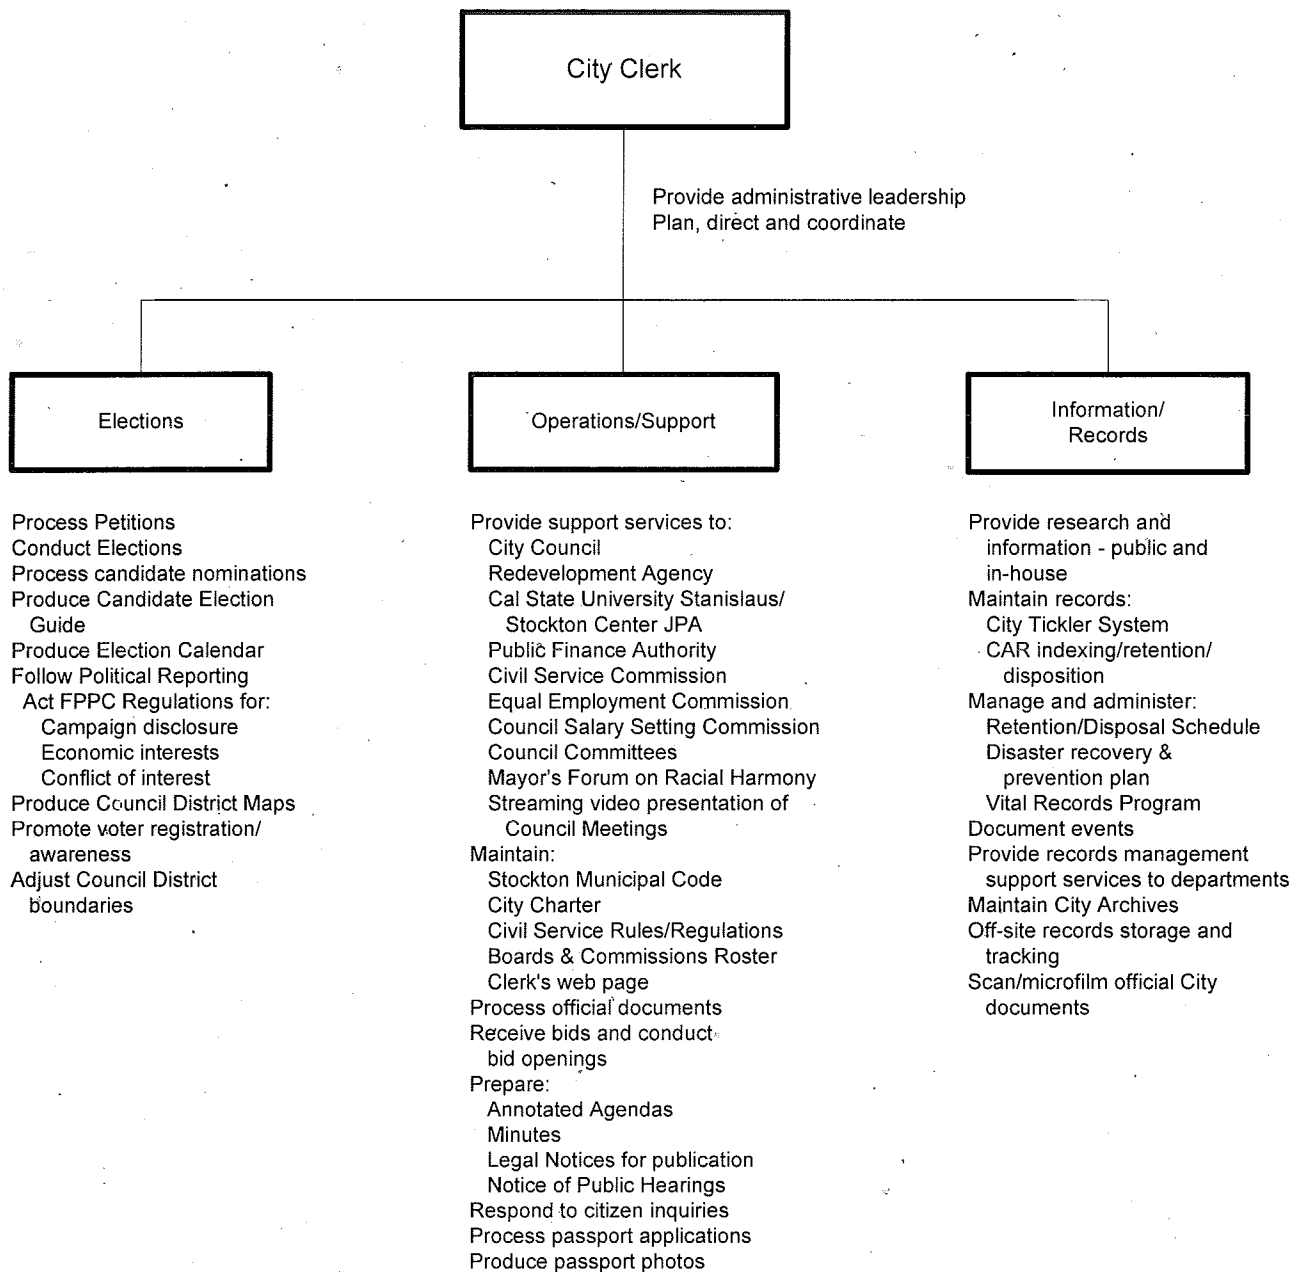 City Clerk
Provide administrative leadership
Plan, direct and coordinate
Elections
Process Petitions
Conduct Elections
Process candidate nominations
Produce Candidate Election
Guide
Produce Election Calendar
Follow Political Reporting
Act FPPC Regulations for:
Campaign disclosure
Economic interests
Conflict of interest
Produce Council District Maps
Promote voter registration/
awareness
Adjust Council District
boundaries
Operations/Support
Provide support services to:
City Council
Redevelopment Agency
Cal State University Stanislaus/
Stockton Center JPA
Public Finance Authority
Civil Service Commission
Equal Employment Commission
Council Salary Setting Commission
Council Committees
Mayor's Forum on Racial Harmony
Streaming video presentation of
Council Meetings
Maintain:
Stockton Municipal Code
City Charter
Civil Service Rules/Regulations
Boards & Commissions Roster
Clerk's web page
Process official documents
Receive bids and conduct
bid openings
Prepare:
Annotated Agendas
Minutes
Legal Notices for publication
Notice of Public Hearings
Respond to citizen inquiries
Process passport applications
Produce passport photos
Information/
Records
Provide research and
information - public and
in-house
Maintain records:
City Tickler System
CAR indexing/retention/
disposition
Manage and administer:
Retention/Disposal Schedule
Disaster recovery &
prevention plan
Vital Records Program
Document events
Provide records management
support services to departments
Maintain City Archives
Off-site records storage and
tracking
Scan/microfilm official City
documents